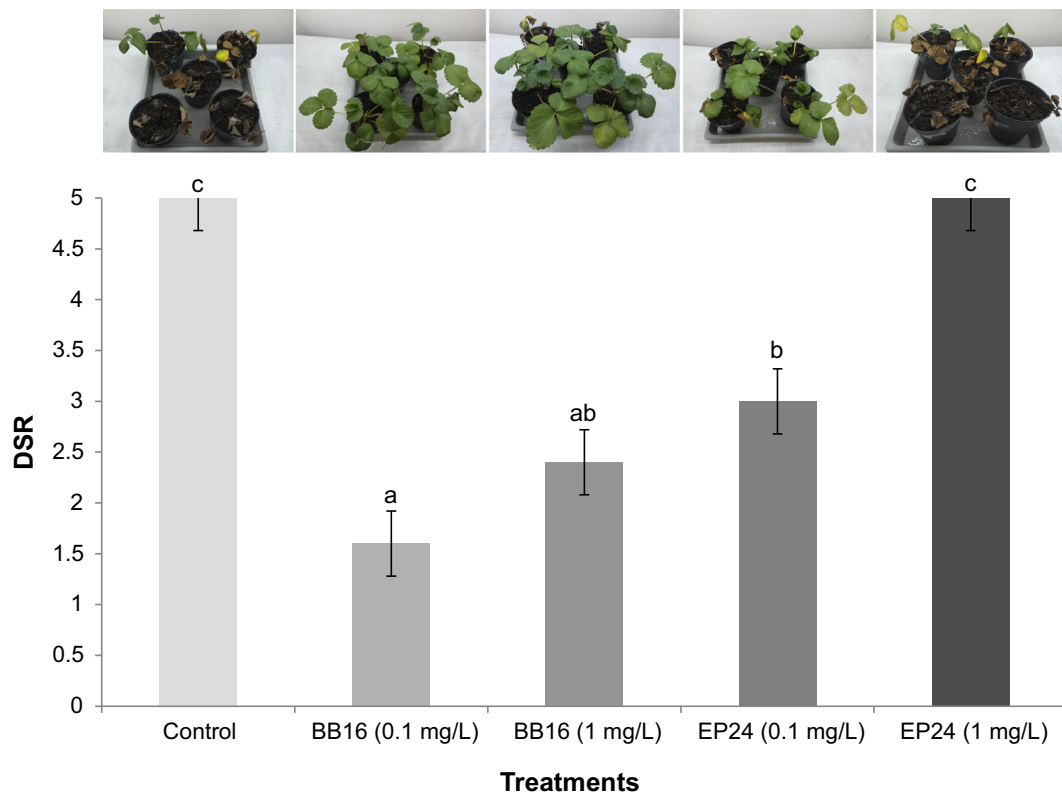 c
c
b
ab
a
5
4.5
4
3.5
3
2.5
2
1.5
1
0.5
0
DSR
Control
BB16 (0.1 mg/L)
BB16 (1 mg/L)
EP24 (0.1 mg/L)
EP24 (1 mg/L)
Treatments